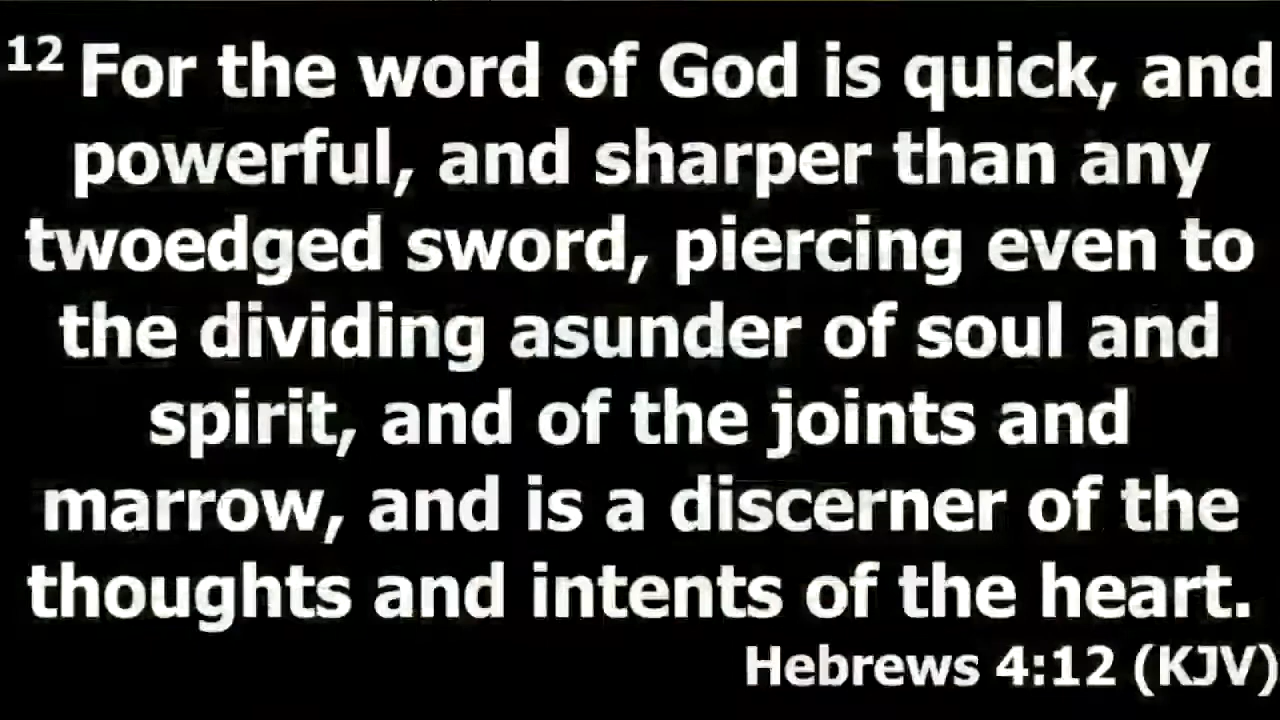 12 For the word of God is quick, and
powerful, and sharper than any
twoedged sword, piercing even to
the dividing asunder of soul and
spirit, and of the joints and
marrow, and is a discerner of the
thoughts and intents of the heart.
Hebrews 4:12 (KJV)